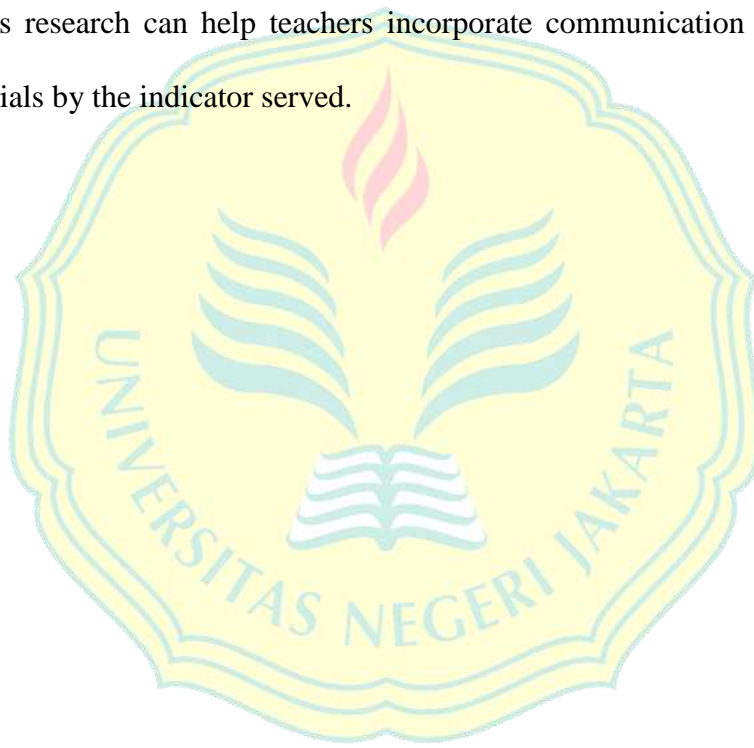 s research can help teachers incorporate communication
ials by the indicator served.
UNIVERSITAS NEGERI JAKARTA